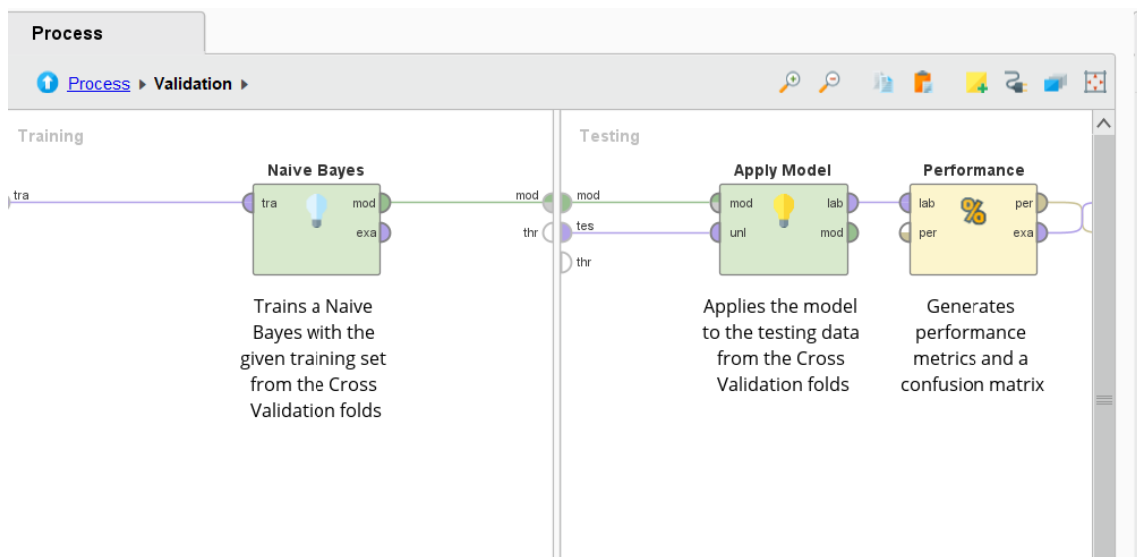 Process
Process ▸ Validation ▸
Training
Testing
Naive Bayes
Apply Model
Performance
tra
tra
mod
exa
mod
thr
mod
tes
thr
mod
unl
lab
mod
lab
per
%
per
exa
Trains a Naive
Bayes with the
given training set
from the Cross
Validation folds
Applies the model
to the testing data
from the Cross
Validation folds
Generates
performance
metrics and a
confusion matrix